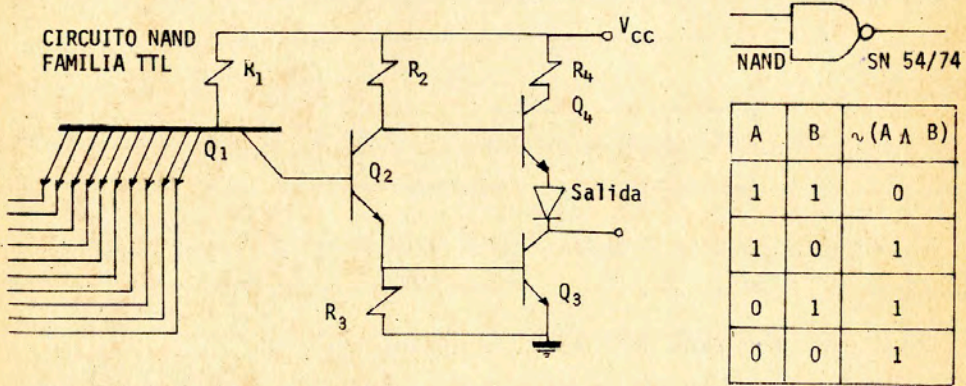 CIRCUITO NAND
FAMILIA TTL
R1
R2
R4
VCC
Q1
Q2
Q4
Salida
Q3
R3
NAND
SN 54/74
A B ~(A ∧ B)
1 1 0
1 0 1
0 1 1
0 0 1